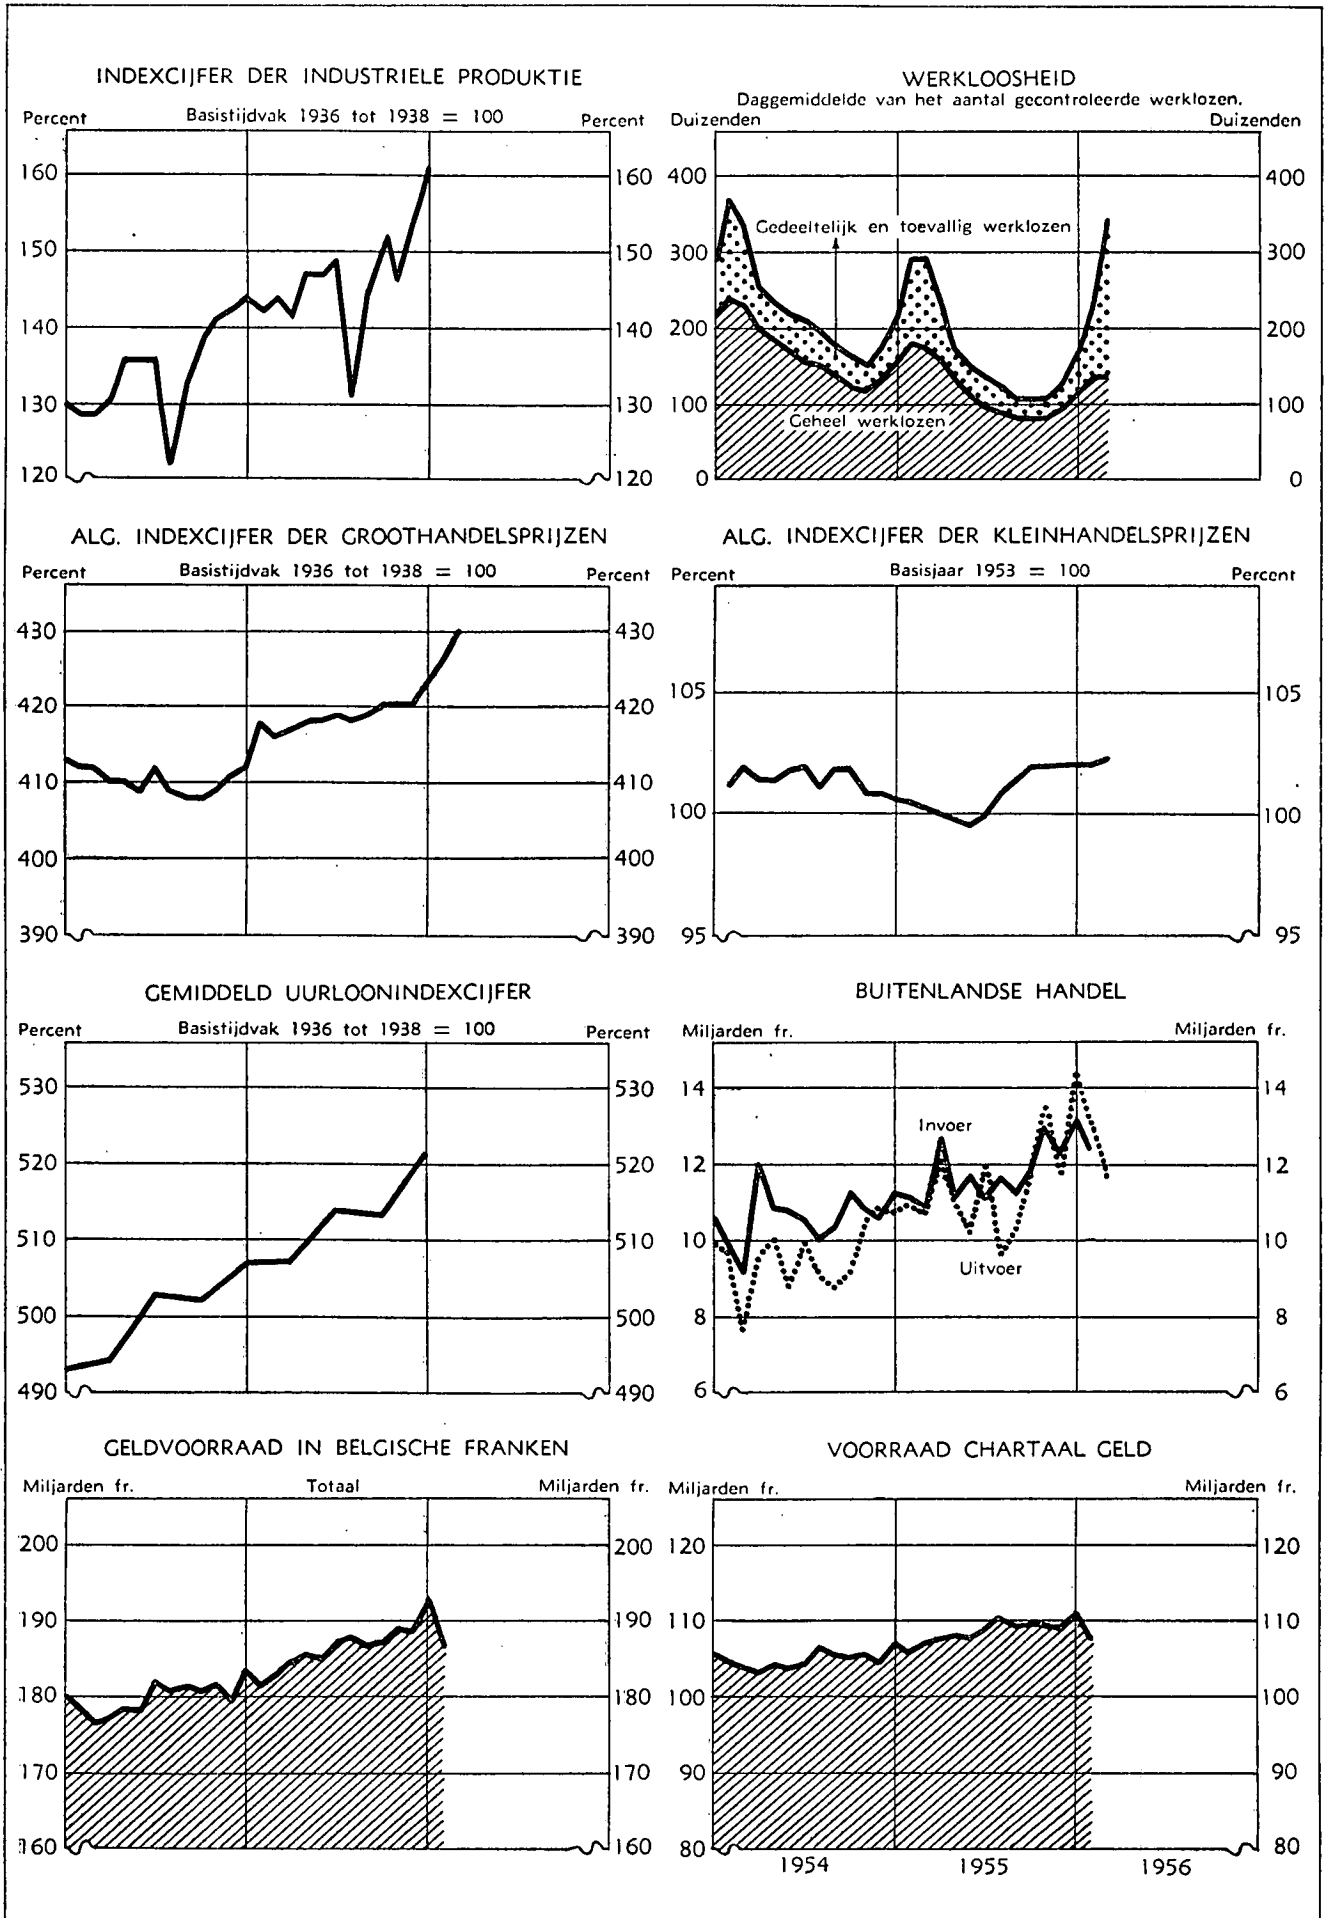 INDEXCIJFER DER INDUSTRIELE PRODUKTIE
Percent Basistijdvak 1936 tot 1938 = 100 Percent
160 160
150 150
140 140
130 130
120 120
WERKLOOSHEID
Daggemiddelde van het aantal gecontroleerde werklozen.
Duizenden Duizenden
400 400
Gedeeltelijk en toevallig werklozen
300 300
200 200
100 100
Geheel werklozen
0 0
ALG. INDEXCIJFER DER GROOTHANDELSPRIJZEN
Percent Basistijdvak 1936 tot 1938 = 100 Percent
430 430
420 420
410 410
400 400
390 390
ALG. INDEXCIJFER DER KLEINHANDELSPRIJZEN
Percent Basisjaar 1953 = 100 Percent
105 105
100 100
95 95
GEMIDDELD UURLOONINDEXCIJFER
Percent Basistijdvak 1936 tot 1938 = 100 Percent
530 530
520 520
510 510
500 500
490 490
BUITENLANDSE HANDEL
Miljarden fr. Miljarden fr.
14 14
Invoer
12 12
10 10
Uitvoer
8 8
6 6
GELDVOORRAAD IN BELGISCHE FRANKEN
Miljarden fr. Totaal Miljarden fr.
200 200
190 190
180 180
170 170
160 160
VOORRAAD CHARTAAL GELD
Miljarden fr. Miljarden fr.
120 120
110 110
100 100
90 90
80 80
1954 1955 1956